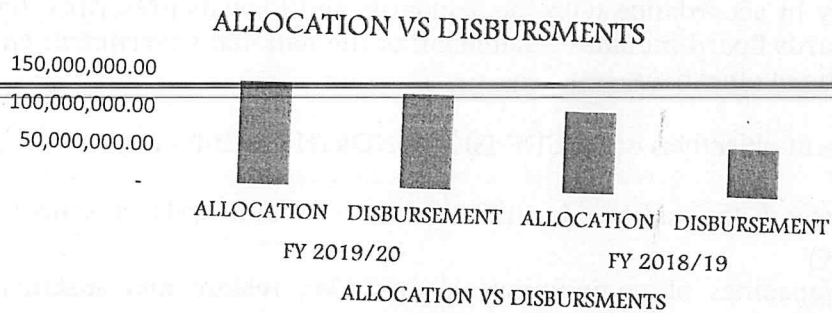 ALLOCATION VS DISBURSMENTS
150,000,000.00
100,000,000.00
50,000,000.00
-
ALLOCATION DISBURSEMENT ALLOCATION DISBURSEMENT
FY 2019/20 FY 2018/19
ALLOCATION VS DISBURSMENTS